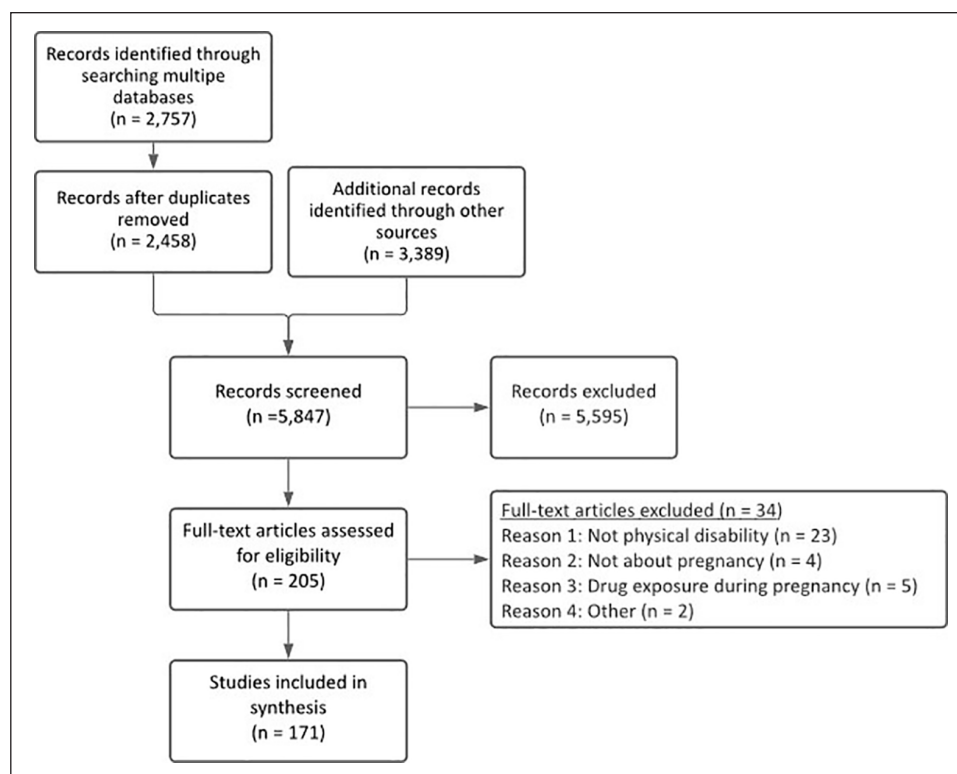 Records identified through
searching multipe
databases
(n = 2,757)
Records after duplicates
removed
(n = 2,458)
Additional records
identified through other
sources
(n = 3,389)
Records screened
(n =5,847)
Records excluded
(n = 5,595)
Full-text articles assessed
for eligibility
(n = 205)
Full-text articles excluded (n = 34)
Reason 1: Not physical disability (n = 23)
Reason 2: Not about pregnancy (n = 4)
Reason 3: Drug exposure during pregnancy (n = 5)
Reason 4: Other (n = 2)
Studies included in
synthesis
(n = 171)